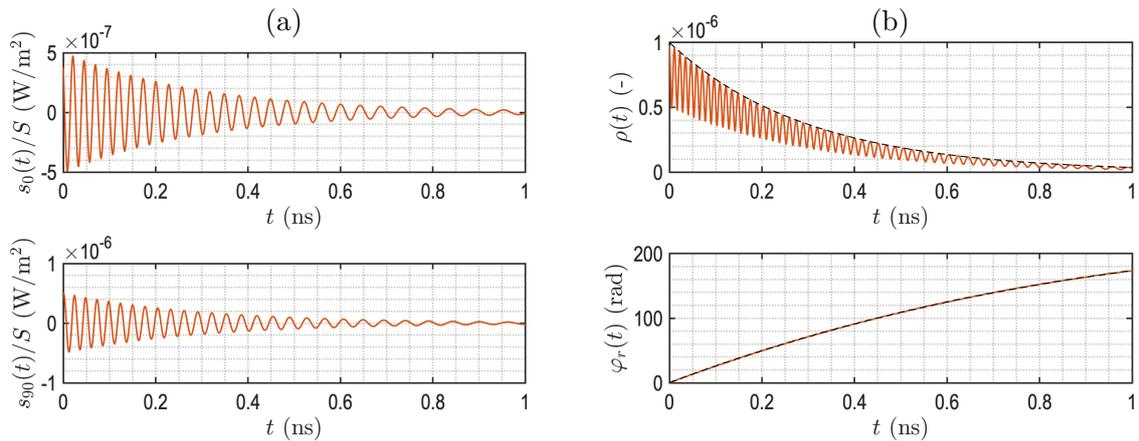 (a)
×10⁻⁷
5
0
-5
s₀(t)/S (W/m²)
0 0.2 0.4 0.6 0.8 1
t (ns)
×10⁻⁶
1
0
-1
s₉₀(t)/S (W/m²)
0 0.2 0.4 0.6 0.8 1
t (ns)
(b)
×10⁻⁶
1
0.5
0
ρ(t) (-)
0 0.2 0.4 0.6 0.8 1
t (ns)
200
100
0
φᵣ(t) (rad)
0 0.2 0.4 0.6 0.8 1
t (ns)